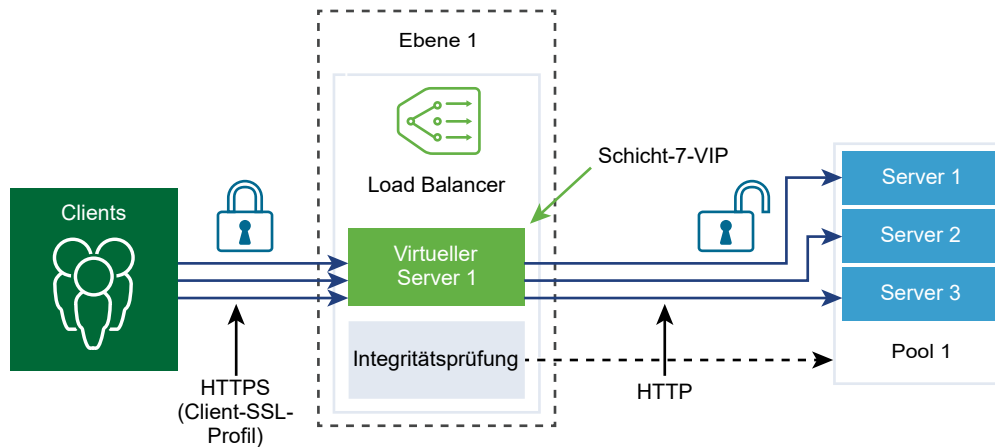 Ebene 1
Load Balancer
Schicht-7-VIP
Clients
Virtueller
Server 1
Server 1
Server 2
Server 3
Integritätsprüfung
Pool 1
HTTPS
(Client-SSL-
Profil)
HTTP